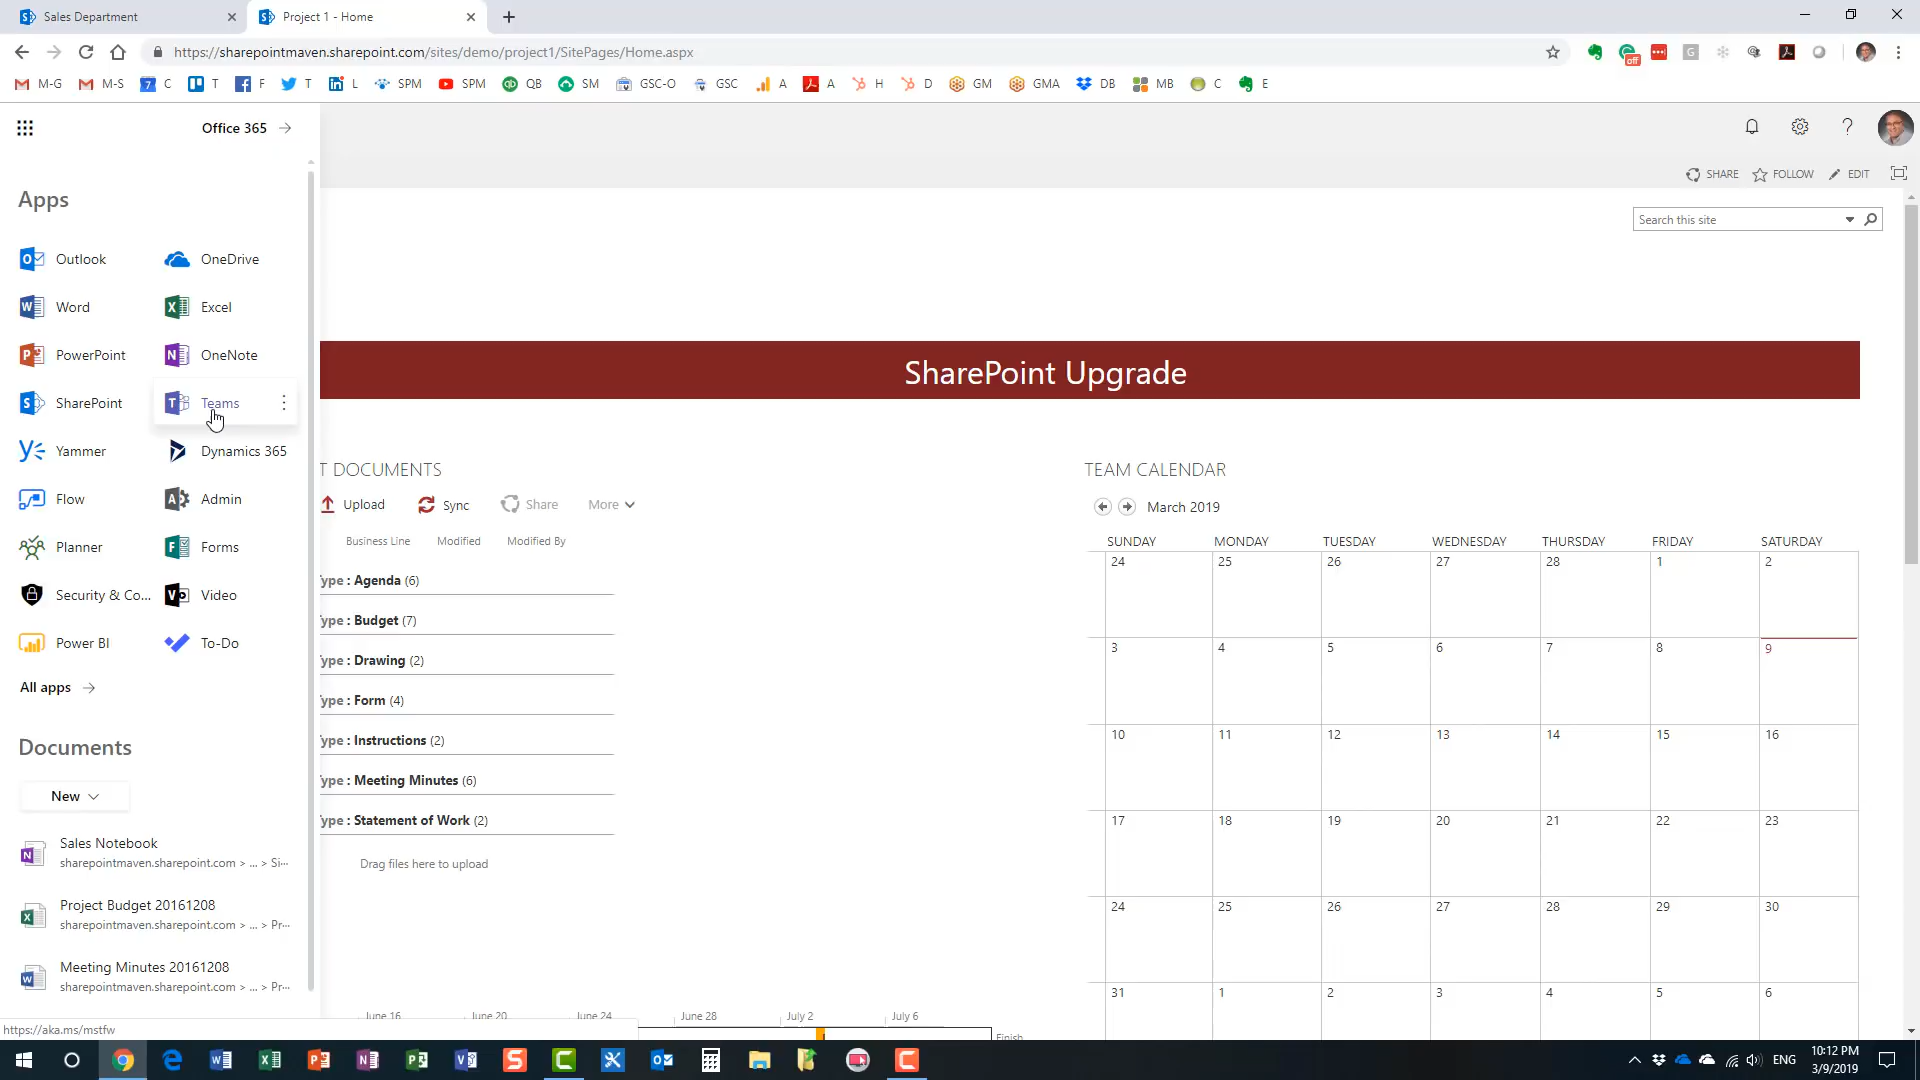 Sales Department
Project 1 - Home
https://sharepointmaven.sharepoint.com/sites/demo/project1/SitePages/Home.aspx
off
G
M-G
M-S
7 C
T
F
T
L
SPM
SPM
QB
SM
GSC-O
GSC
A
A
H
D
GM
GMA
DB
MB
C
E
Office 365
SHARE
FOLLOW
EDIT
Search this site
Apps
Outlook
OneDrive
Word
Excel
PowerPoint
OneNote
SharePoint
Teams
Yammer
Dynamics 365
Flow
Admin
Planner
Forms
Security & Co...
Video
Power BI
To-Do
All apps
SharePoint Upgrade
T DOCUMENTS
Upload
Sync
Share
More
Business Line
Modified
Modified By
ype : Agenda (6)
ype : Budget (7)
ype : Drawing (2)
ype : Form (4)
ype : Instructions (2)
ype : Meeting Minutes (6)
ype : Statement of Work (2)
Drag files here to upload
TEAM CALENDAR
March 2019
SUNDAY MONDAY TUESDAY WEDNESDAY THURSDAY FRIDAY SATURDAY
24 25 26 27 28 1 2
3 4 5 6 7 8 9
10 11 12 13 14 15 16
17 18 19 20 21 22 23
24 25 26 27 28 29 30
31 1 2 3 4 5 6
Documents
New
Sales Notebook
sharepointmaven.sharepoint.com > ... > Si...
Project Budget 20161208
sharepointmaven.sharepoint.com > ... > Pr...
Meeting Minutes 20161208
sharepointmaven.sharepoint.com > ... > Pr...
June 16 June 20 June 24 June 28 July 2 July 6
Finish
https://aka.ms/mstfw
ENG
10:12 PM
3/9/2019